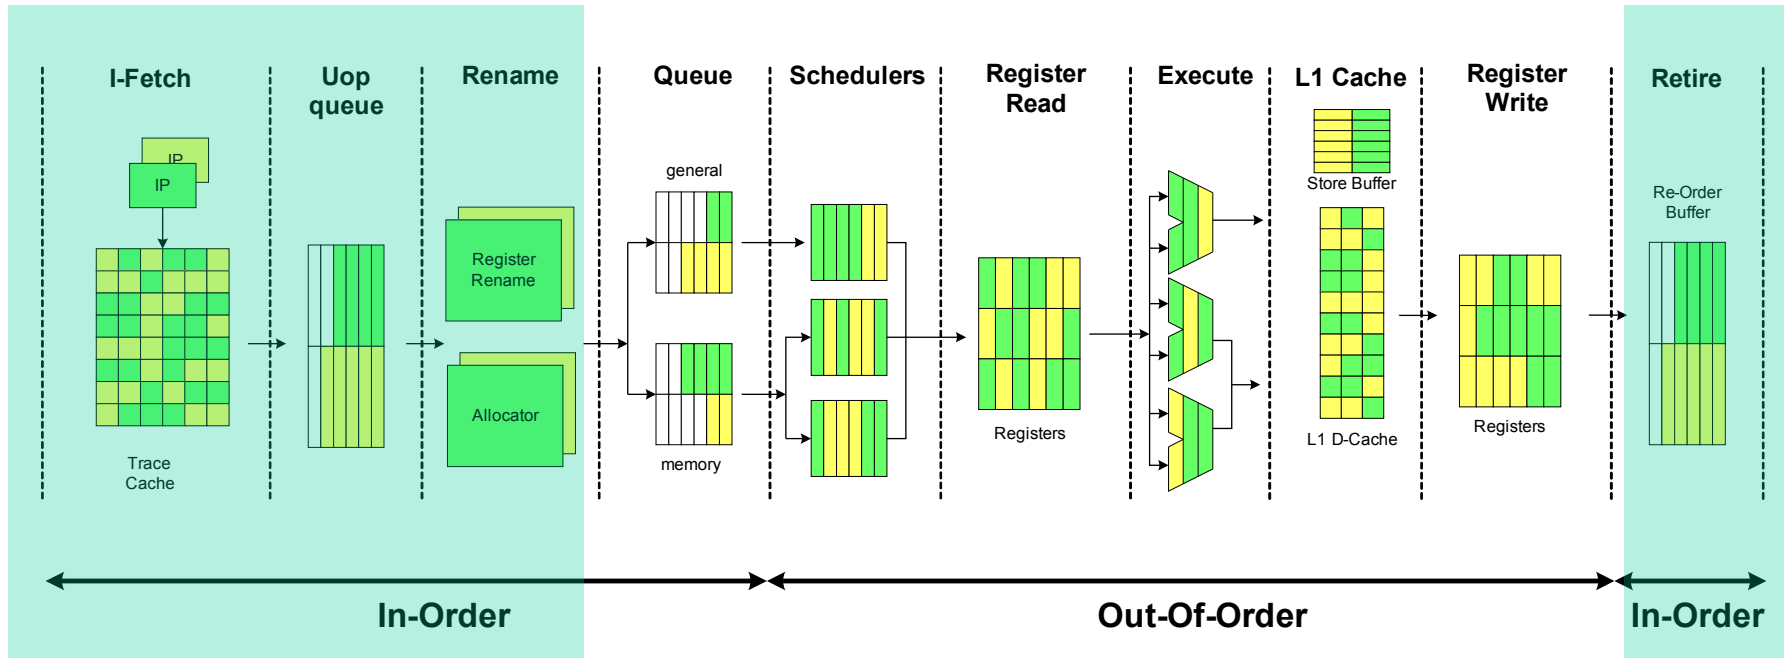 I-Fetch
Uop
queue
Rename
Queue
Schedulers
Register
Read
Execute
L1 Cache
Register
Write
Retire
IP
IP
Trace
Cache
Register
Rename
Allocator
general
memory
Registers
Store Buffer
L1 D-Cache
Registers
Re-Order
Buffer
In-Order
Out-Of-Order
In-Order